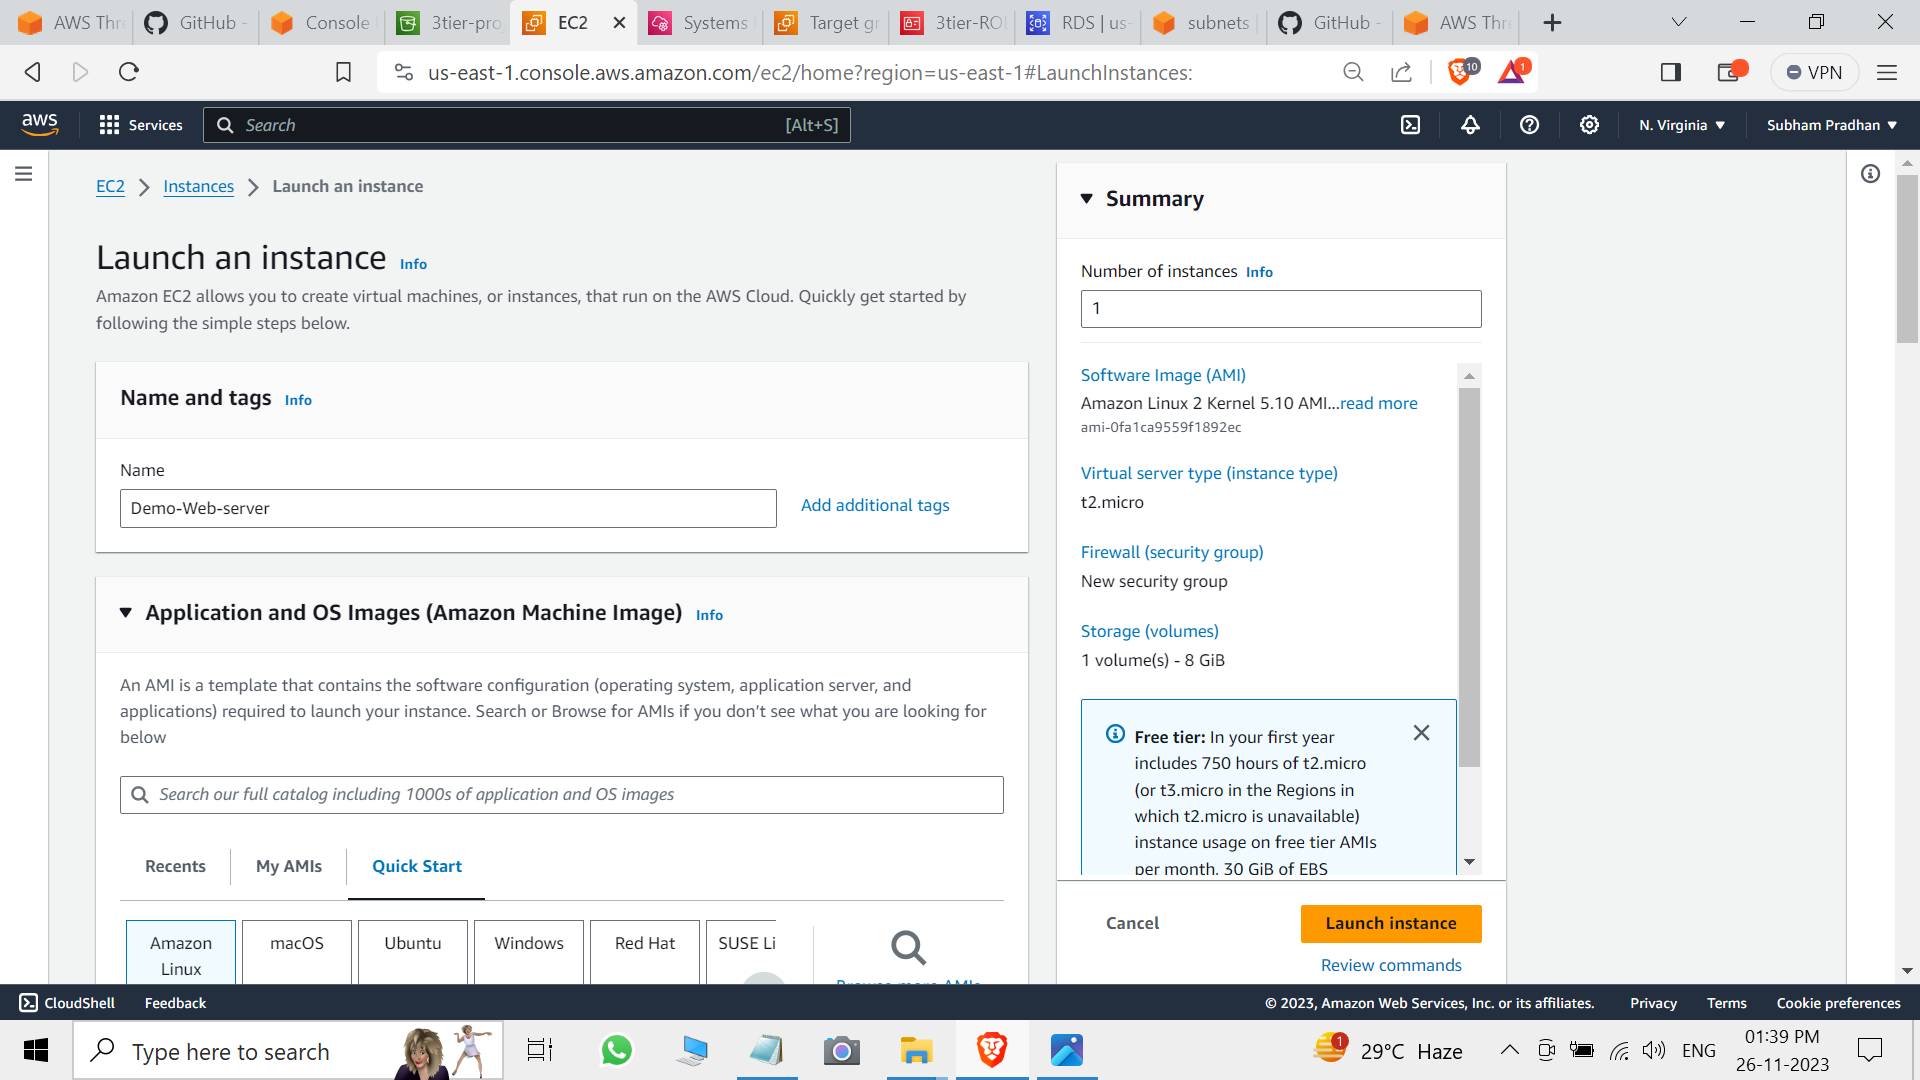 AWS Thre
GitHub -
Console
3tier-pro
EC2
Systems
Target gr
3tier-ROL
RDS | us-
subnets
GitHub -
AWS Thre
us-east-1.console.aws.amazon.com/ec2/home?region=us-east-1#LaunchInstances:
10
1
VPN
aws
Services
Search
[Alt+S]
N. Virginia
Subham Pradhan
EC2
Instances
Launch an instance
Launch an instance Info
Amazon EC2 allows you to create virtual machines, or instances, that run on the AWS Cloud. Quickly get started by
following the simple steps below.
Name and tags Info
Name
Demo-Web-server
Add additional tags
Application and OS Images (Amazon Machine Image) Info
An AMI is a template that contains the software configuration (operating system, application server, and
applications) required to launch your instance. Search or Browse for AMIs if you don’t see what you are looking for
below
Search our full catalog including 1000s of application and OS images
Recents
My AMIs
Quick Start
Amazon
Linux
macOS
Ubuntu
Windows
Red Hat
SUSE Li
Browse more AMIs
Summary
Number of instances Info
1
Software Image (AMI)
Amazon Linux 2 Kernel 5.10 AMI...read more
ami-0fa1ca9559f1892ec
Virtual server type (instance type)
t2.micro
Firewall (security group)
New security group
Storage (volumes)
1 volume(s) - 8 GiB
Free tier: In your first year
includes 750 hours of t2.micro
(or t3.micro in the Regions in
which t2.micro is unavailable)
instance usage on free tier AMIs
per month, 30 GiB of EBS
Cancel
Launch instance
Review commands
CloudShell
Feedback
© 2023, Amazon Web Services, Inc. or its affiliates.
Privacy
Terms
Cookie preferences
Type here to search
1
29°C Haze
ENG
01:39 PM
26-11-2023